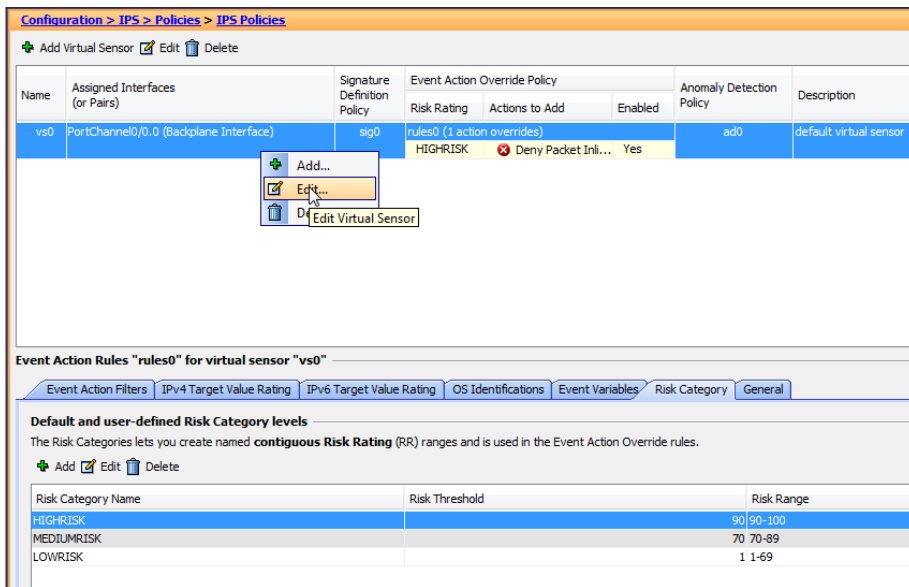 Configuration > IPS > Policies > IPS Policies
Add Virtual Sensor Edit Delete
Name Assigned Interfaces (or Pairs) Signature Definition Policy Event Action Override Policy Anomaly Detection Policy Description
Risk Rating Actions to Add Enabled
vs0 PortChannel0/0.0 (Backplane Interface) sig0 rules0 (1 action overrides) ad0 default virtual sensor
HIGHRISK Deny Packet Inli... Yes
Add...
Edit...
Edit Virtual Sensor
Event Action Rules "rules0" for virtual sensor "vs0"
Event Action Filters IPv4 Target Value Rating IPv6 Target Value Rating OS Identifications Event Variables Risk Category General
Default and user-defined Risk Category levels
The Risk Categories lets you create named contiguous Risk Rating (RR) ranges and is used in the Event Action Override rules.
Add Edit Delete
Risk Category Name Risk Threshold Risk Range
HIGHRISK 90 90-100
MEDIUMRISK 70 70-89
LOWRISK 1 1-69